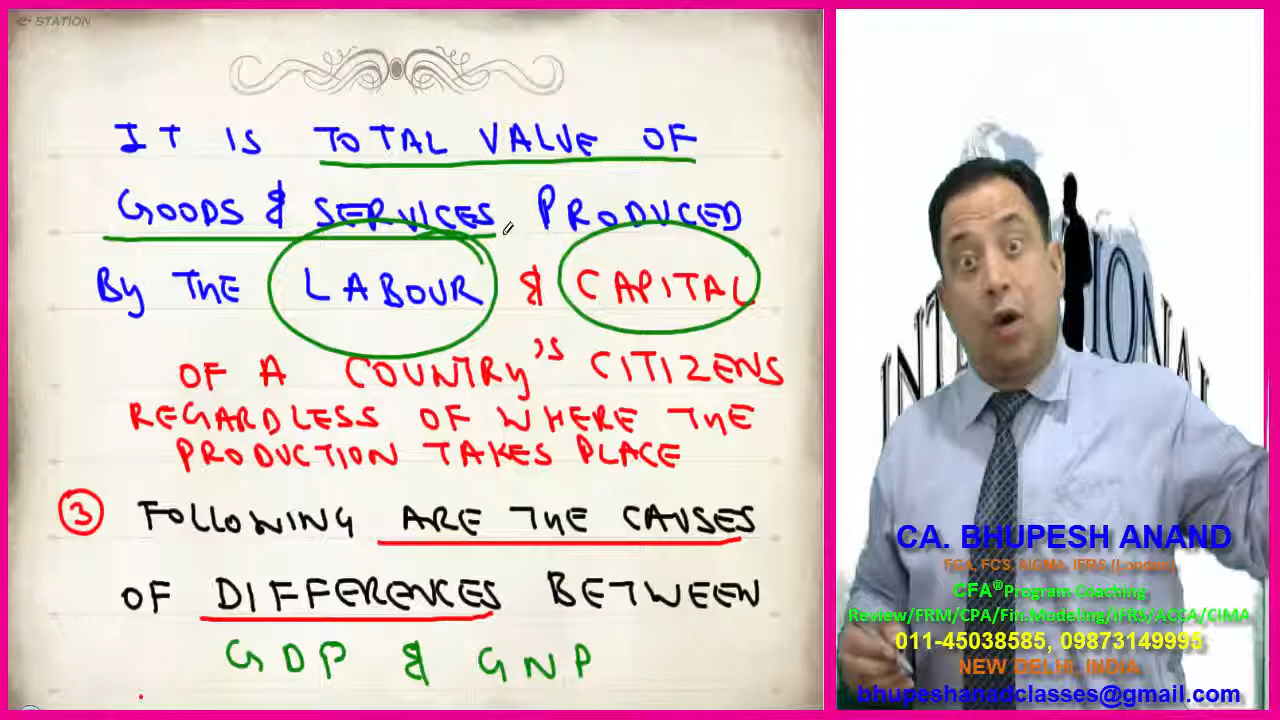 e-STATION
IT IS TOTAL VALUE OF
GOODS & SERVICES PRODUCED
By THE LABOUR & CAPITAL
OF A COUNTRY'S CITIZENS
REGARDLESS OF WHERE THE
PRODUCTION TAKES PLACE
3 FOLLOWING ARE THE CAUSES
OF DIFFERENCES BETWEEN
GDP & GNP
CA. BHUPESH ANAND
FCA, FCS, AICMA, IFRS (London),
CFA® Program Coaching
Review/FRM/CPA/Fin.Modeling/IFRS/ACCA/CIMA
011-45038585, 09873149995
NEW DELHI, INDIA.
bhupeshanadclasses@gmail.com